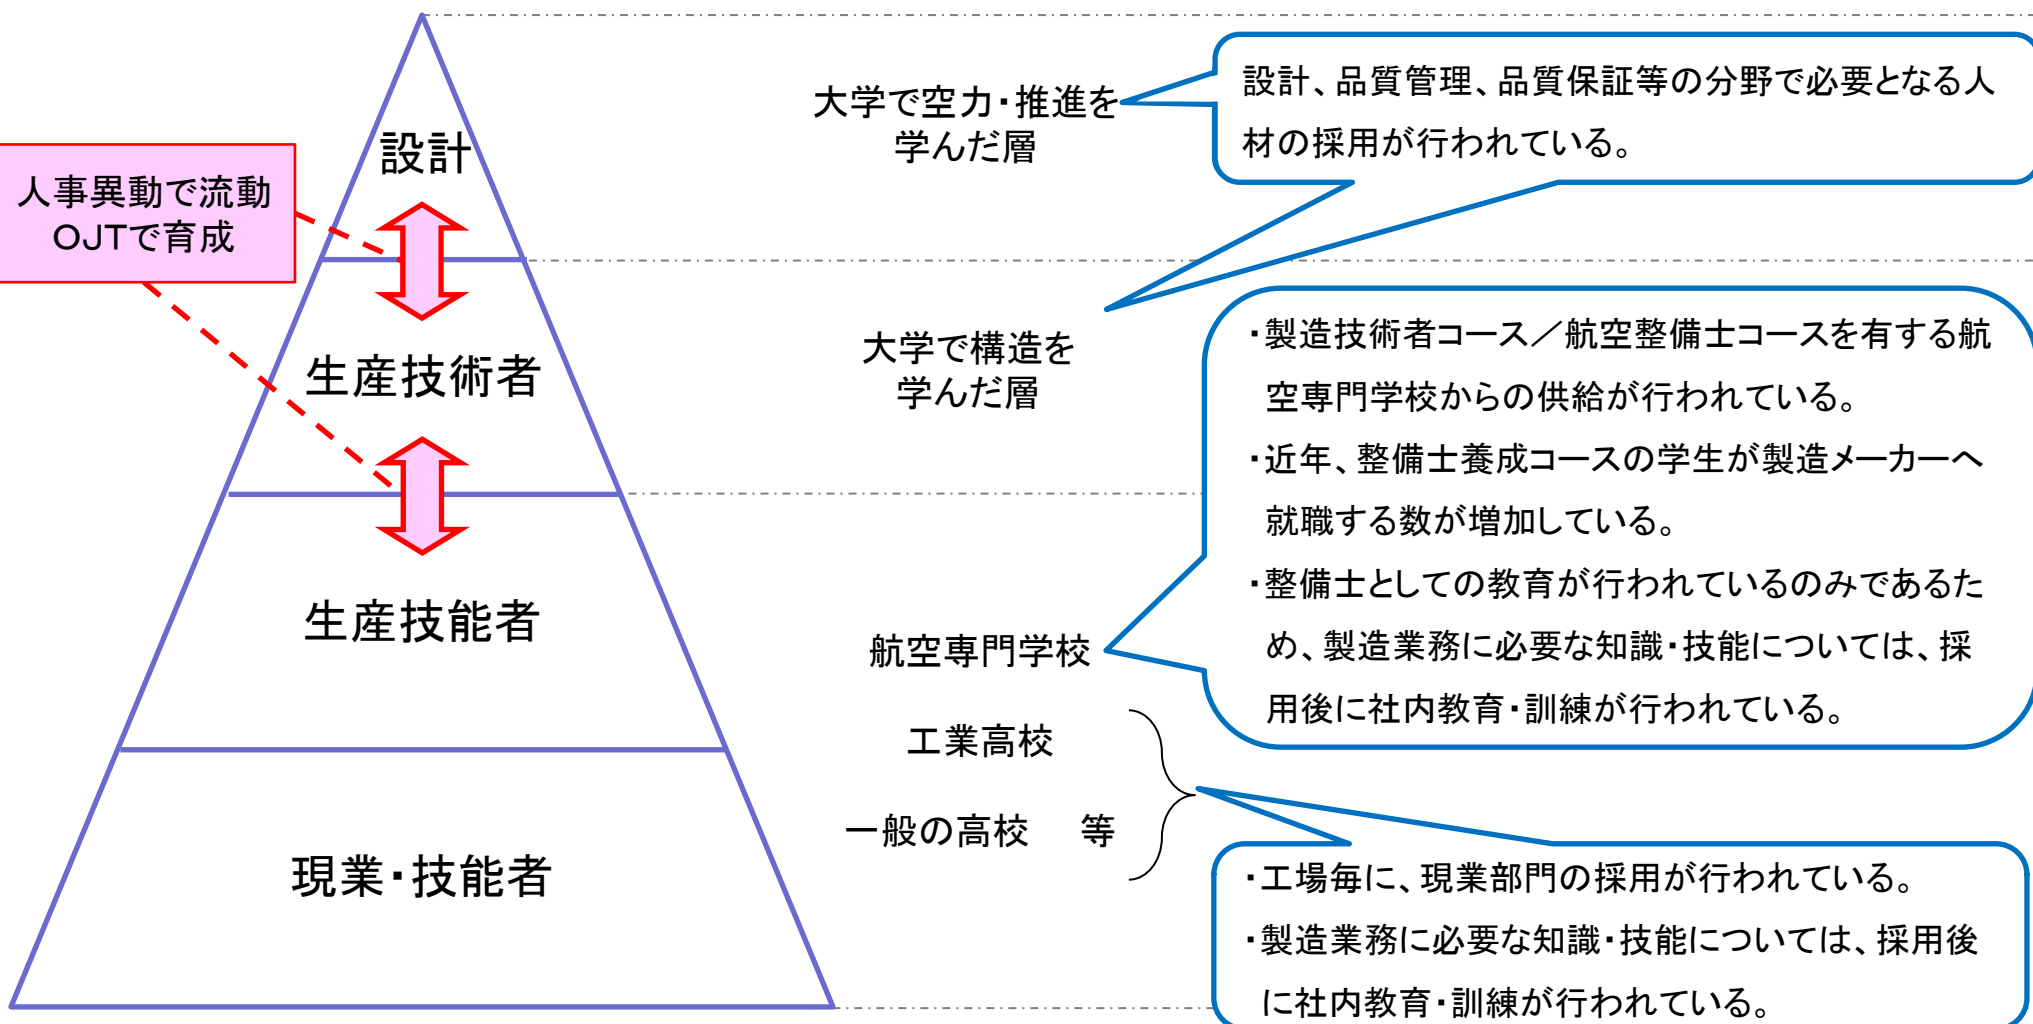 設計
人事異動で流動
OJTで育成
生産技術者
生産技能者
現業・技能者
大学で空力・推進を
学んだ層
大学で構造を
学んだ層
航空専門学校
工業高校
一般の高校　等
設計、品質管理、品質保証等の分野で必要となる人
材の採用が行われている。
・製造技術者コース／航空整備士コースを有する航
空専門学校からの供給が行われている。
・近年、整備士養成コースの学生が製造メーカーへ
就職する数が増加している。
・整備士としての教育が行われているのみであるた
め、製造業務に必要な知識・技能については、採
用後に社内教育・訓練が行われている。
・工場毎に、現業部門の採用が行われている。
・製造業務に必要な知識・技能については、採用後
に社内教育・訓練が行われている。